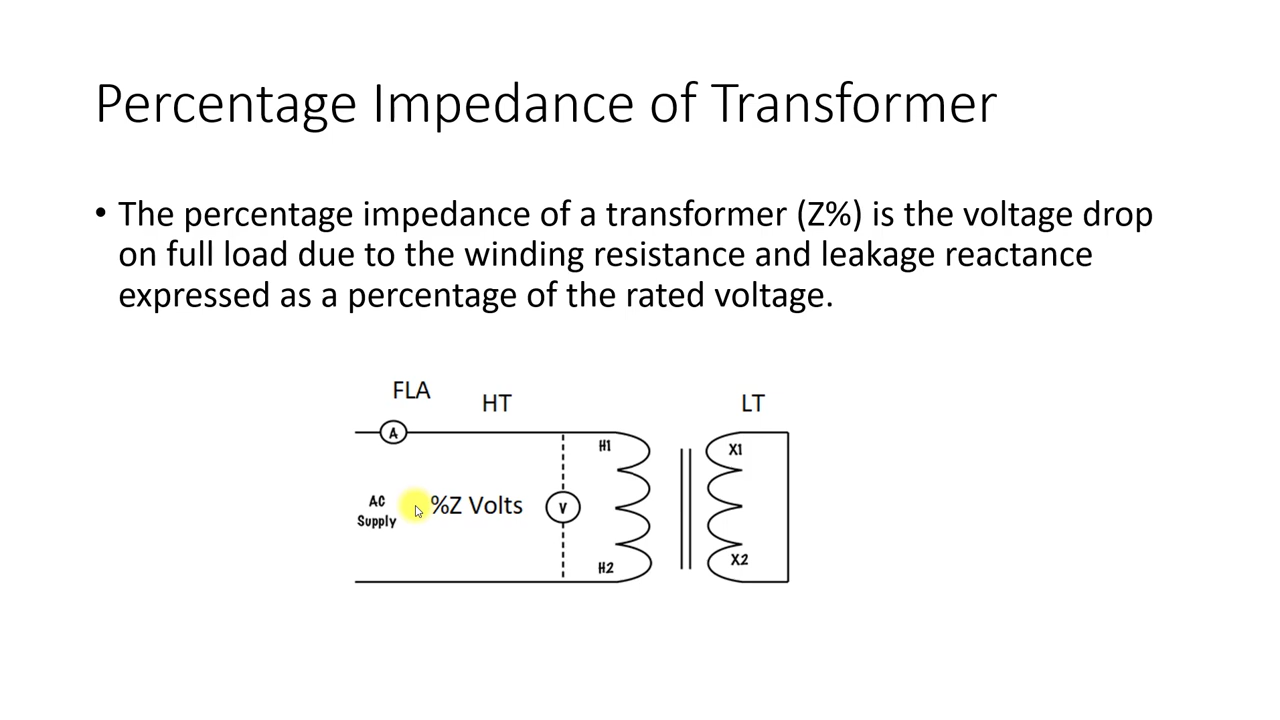 Percentage Impedance of Transformer
• The percentage impedance of a transformer (Z%) is the voltage drop
on full load due to the winding resistance and leakage reactance
expressed as a percentage of the rated voltage.
FLA
HT
LT
A
H1
X1
AC
Supply
%Z Volts
V
H2
X2